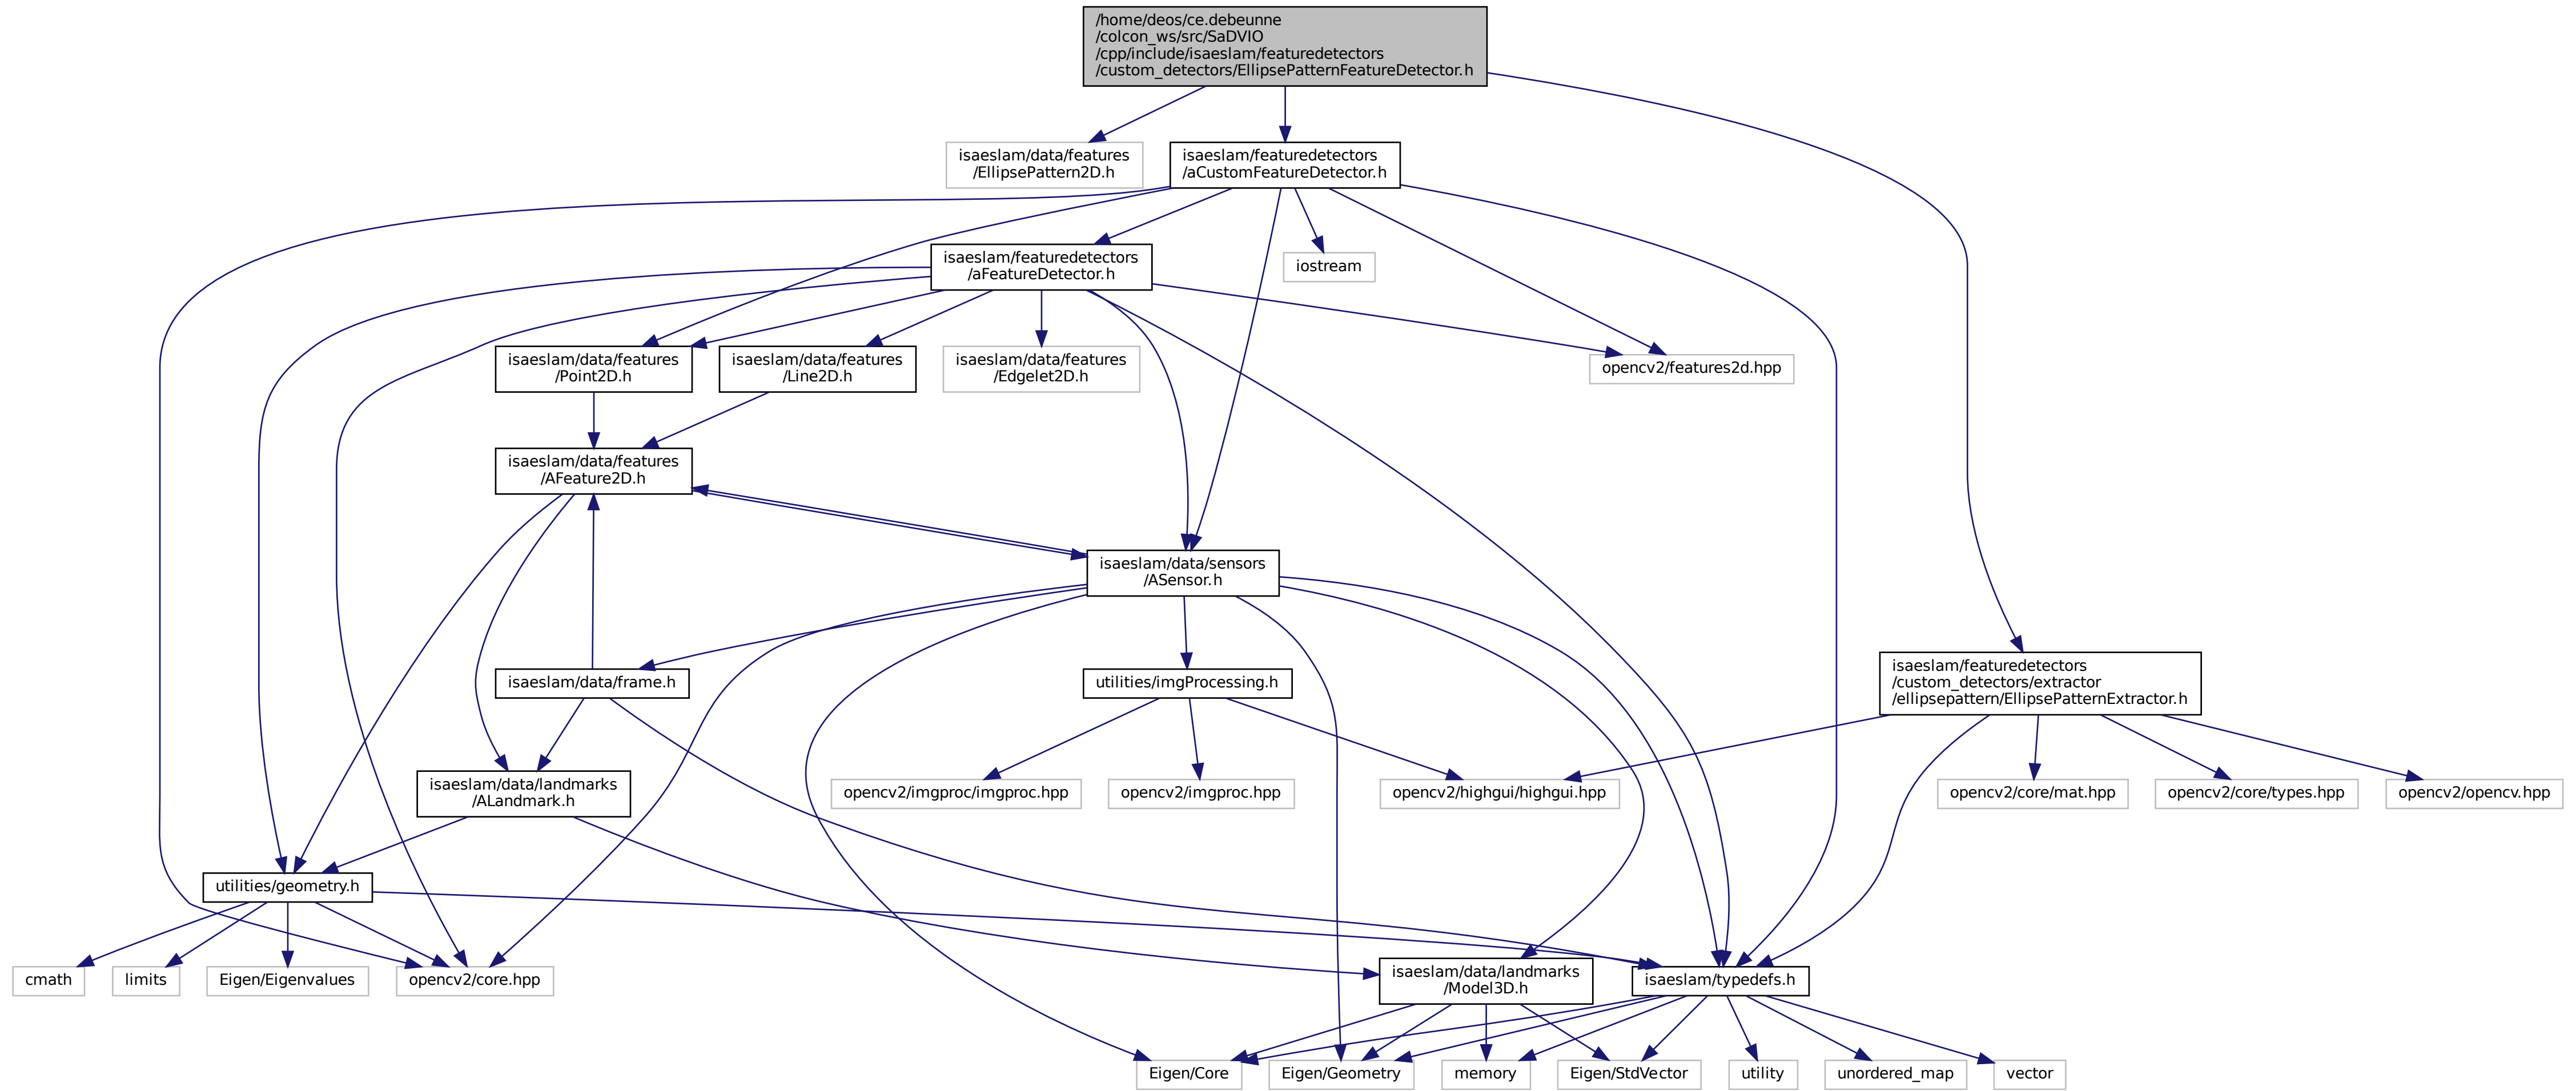 /home/deos/ce.debeunne
/colcon_ws/src/SaDVIO
/cpp/include/isaeslam/featuredetectors
/custom_detectors/EllipsePatternFeatureDetector.h
isaeslam/data/features
/EllipsePattern2D.h
isaeslam/featuredetectors
/aCustomFeatureDetector.h
isaeslam/featuredetectors
/aFeatureDetector.h
iostream
isaeslam/data/features
/Point2D.h
isaeslam/data/features
/Line2D.h
isaeslam/data/features
/Edgelet2D.h
opencv2/features2d.hpp
isaeslam/data/features
/AFeature2D.h
isaeslam/data/sensors
/ASensor.h
isaeslam/data/frame.h
utilities/imgProcessing.h
isaeslam/featuredetectors
/custom_detectors/extractor
/ellipsepattern/EllipsePatternExtractor.h
isaeslam/data/landmarks
/ALandmark.h
opencv2/imgproc/imgproc.hpp
opencv2/imgproc.hpp
opencv2/highgui/highgui.hpp
opencv2/core/mat.hpp
opencv2/core/types.hpp
opencv2/opencv.hpp
utilities/geometry.h
cmath
limits
Eigen/Eigenvalues
opencv2/core.hpp
isaeslam/data/landmarks
/Model3D.h
isaeslam/typedefs.h
Eigen/Core
Eigen/Geometry
memory
Eigen/StdVector
utility
unordered_map
vector